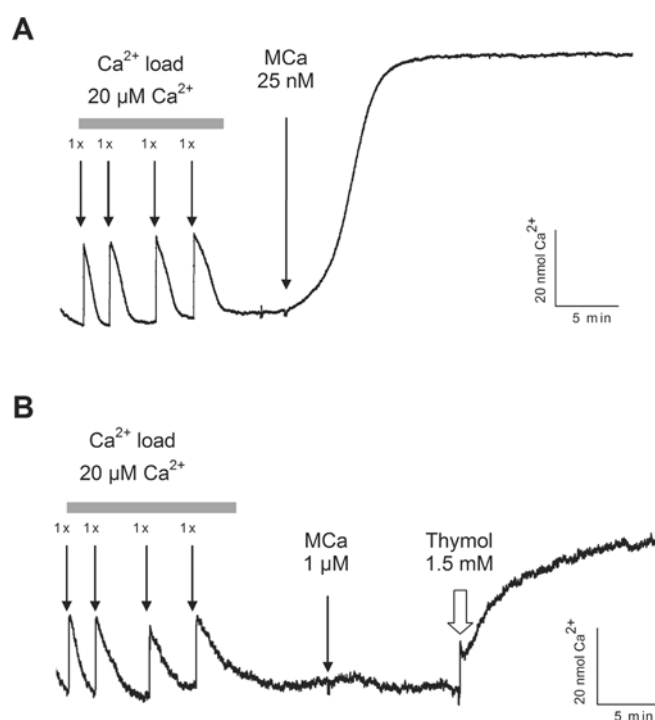 A
Ca²⁺ load
20 µM Ca²⁺
MCa
25 nM
1x 1x 1x 1x
20 nmol Ca²⁺
5 min
B
Ca²⁺ load
20 µM Ca²⁺
1x 1x 1x 1x
MCa
1 µM
Thymol
1.5 mM
20 nmol Ca²⁺
5 min